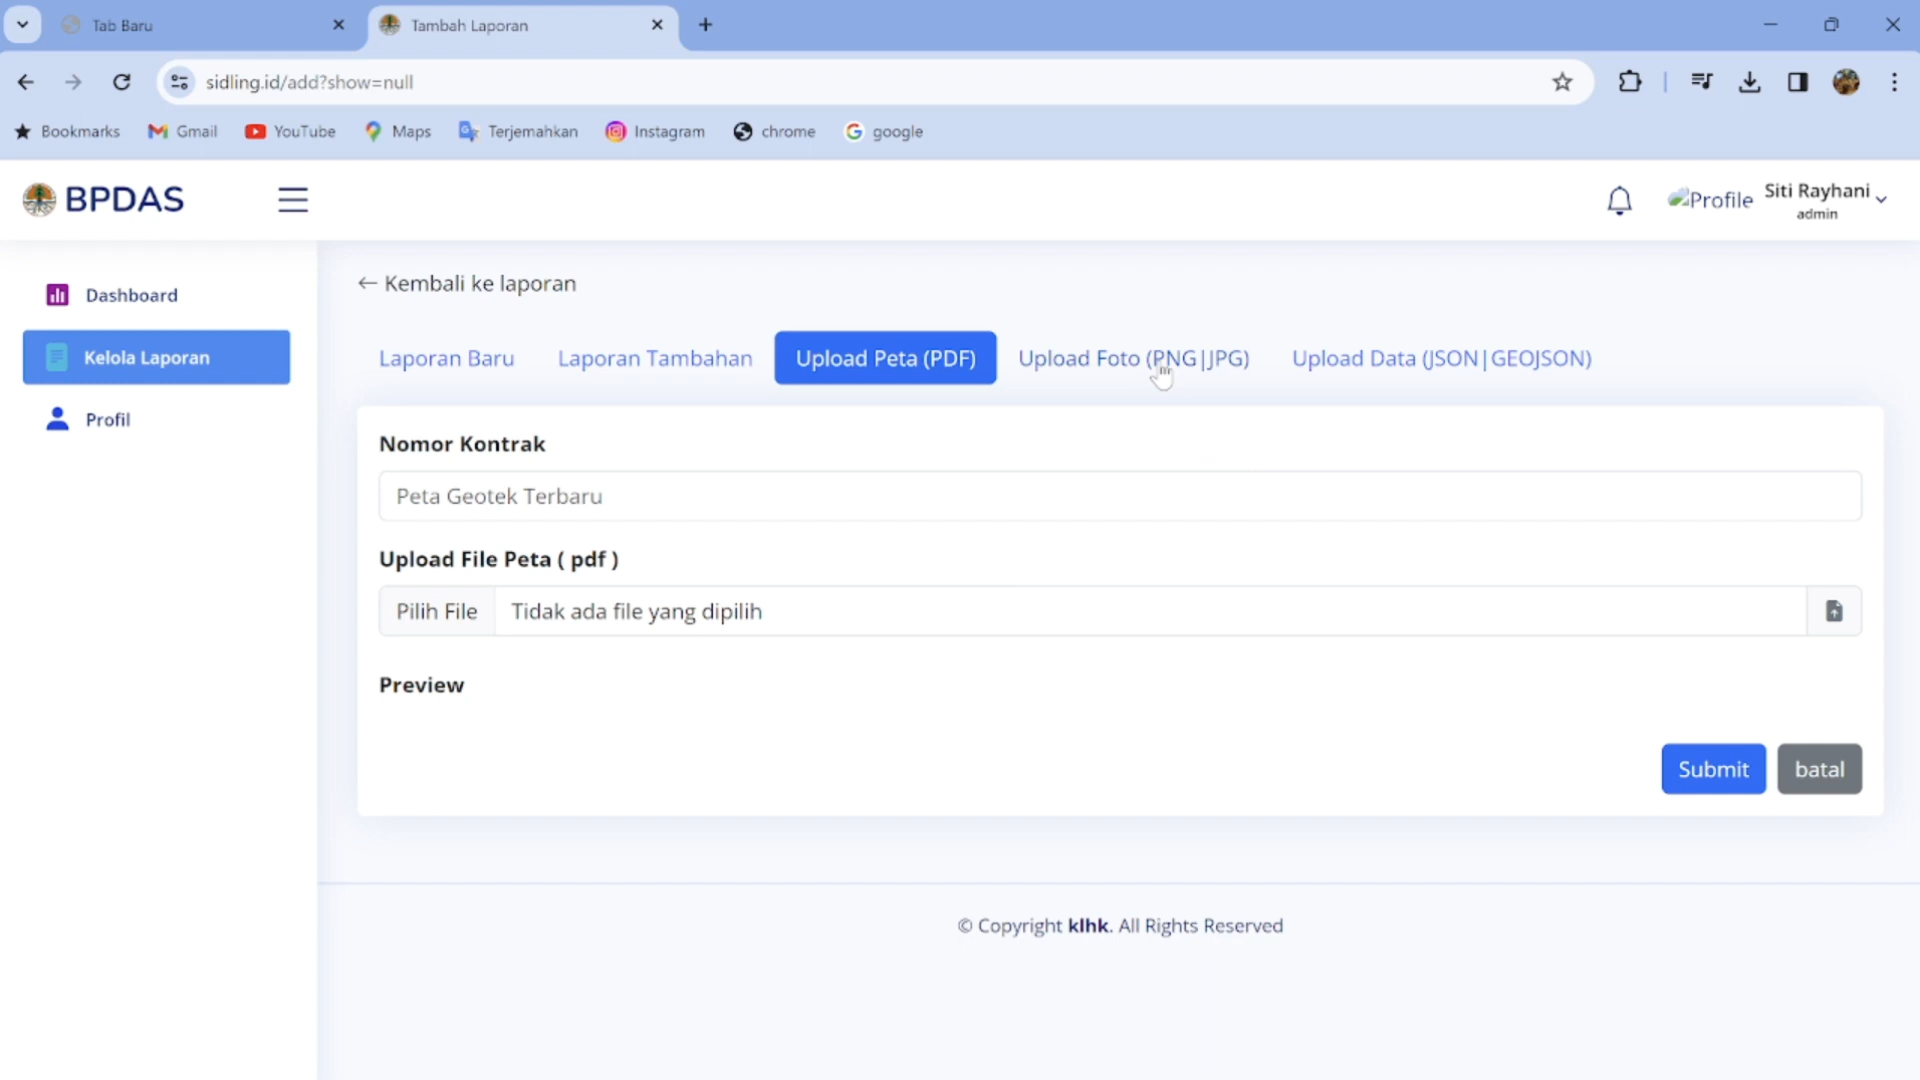 Tab Baru
Tambah Laporan
sidling.id/add?show=null
Bookmarks Gmail YouTube Maps Terjemahkan Instagram chrome google
BPDAS
Profile
Siti Rayhani
admin
Dashboard
Kelola Laporan
Profil
← Kembali ke laporan
Laporan Baru Laporan Tambahan Upload Peta (PDF) Upload Foto (PNG|JPG) Upload Data (JSON|GEOJSON)
Nomor Kontrak
Peta Geotek Terbaru
Upload File Peta ( pdf )
Pilih File Tidak ada file yang dipilih
Preview
Submit batal
© Copyright klhk. All Rights Reserved